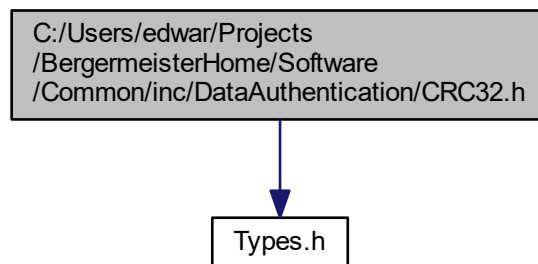 C:/Users/edwar/Projects
/BergermeisterHome/Software
/Common/inc/DataAuthentication/CRC32.h
Types.h